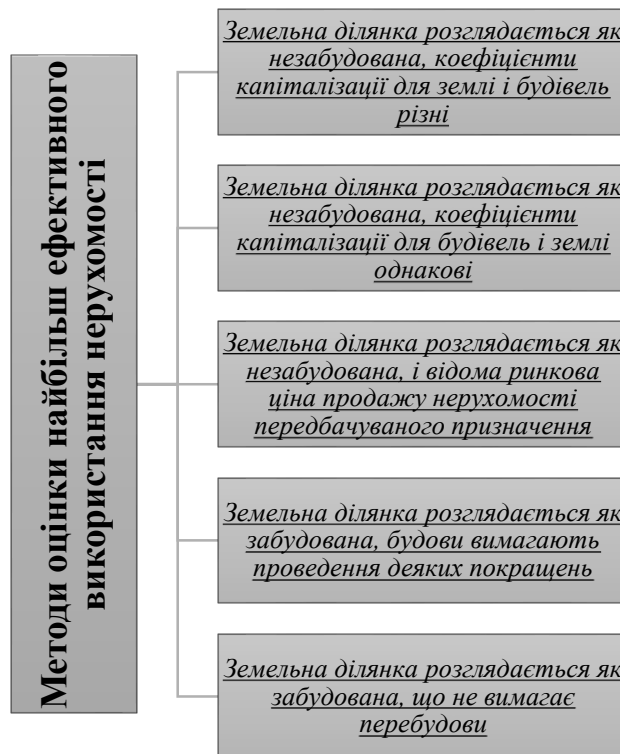 Методи оцінки найбільш ефективного
використання нерухомості
Земельна ділянка розглядається як
незабудована, коефіцієнти
капіталізації для землі і будівель
різні
Земельна ділянка розглядається як
незабудована, коефіцієнти
капіталізації для будівель і землі
однакові
Земельна ділянка розглядається як
незабудована, і відома ринкова
ціна продажу нерухомості
передбачуваного призначення
Земельна ділянка розглядається як
забудована, будови вимагають
проведення деяких покращень
Земельна ділянка розглядається як
забудована, що не вимагає
перебудови